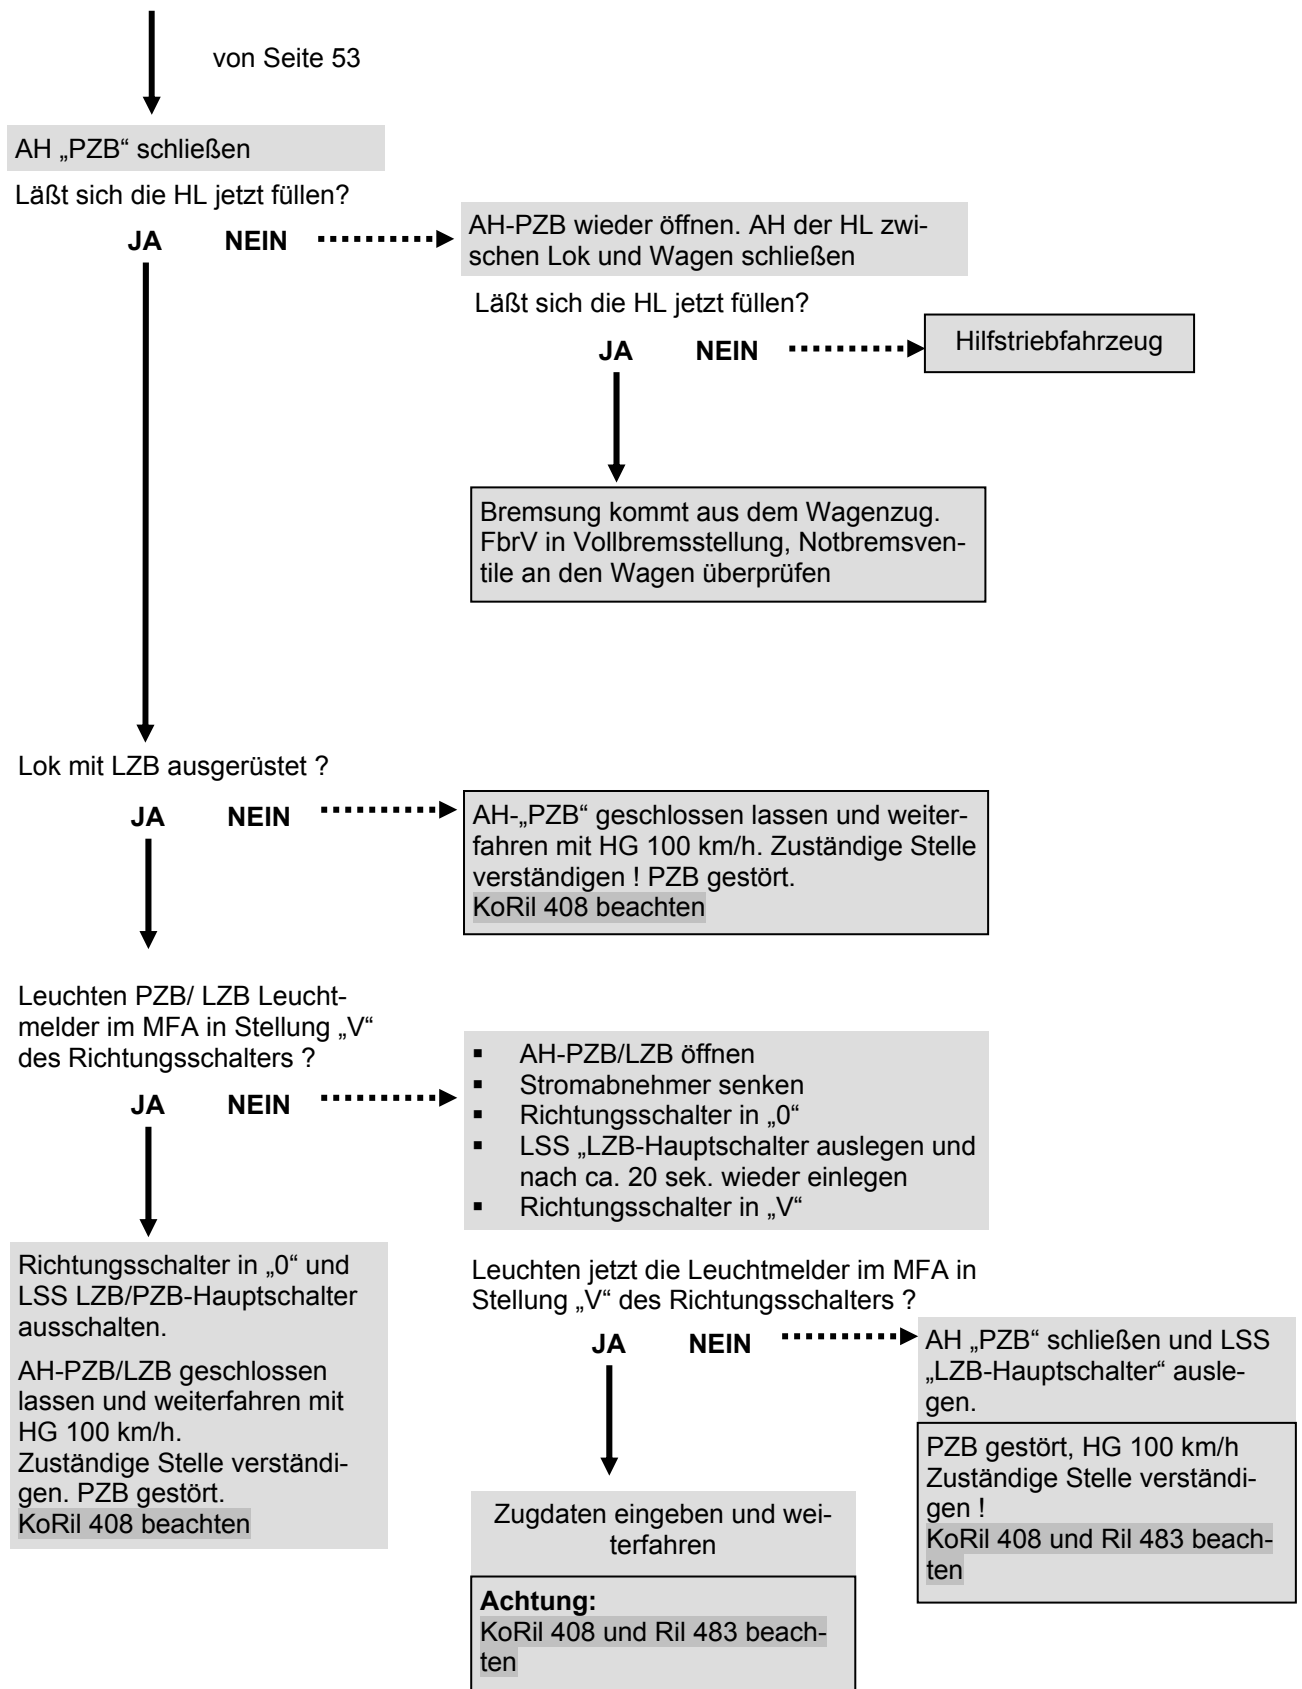 von Seite 53
AH „PZB“ schließen
Läßt sich die HL jetzt füllen?
JA NEIN
AH-PZB wieder öffnen. AH der HL zwi-
schen Lok und Wagen schließen
Läßt sich die HL jetzt füllen?
JA NEIN
Hilfstriebfahrzeug
Bremsung kommt aus dem Wagenzug.
FbrV in Vollbremsstellung, Notbremsven-
tile an den Wagen überprüfen
Lok mit LZB ausgerüstet ?
JA NEIN
AH-„PZB“ geschlossen lassen und weiter-
fahren mit HG 100 km/h. Zuständige Stelle
verständigen ! PZB gestört.
KoRil 408 beachten
Leuchten PZB/ LZB Leucht-
melder im MFA in Stellung „V“
des Richtungsschalters ?
JA NEIN
▪ AH-PZB/LZB öffnen
▪ Stromabnehmer senken
▪ Richtungsschalter in „0“
▪ LSS „LZB-Hauptschalter auslegen und
nach ca. 20 sek. wieder einlegen
▪ Richtungsschalter in „V“
Richtungsschalter in „0“ und
LSS LZB/PZB-Hauptschalter
ausschalten.
AH-PZB/LZB geschlossen
lassen und weiterfahren mit
HG 100 km/h.
Zuständige Stelle verständi-
gen. PZB gestört.
KoRil 408 beachten
Leuchten jetzt die Leuchtmelder im MFA in
Stellung „V“ des Richtungsschalters ?
JA NEIN
AH „PZB“ schließen und LSS
„LZB-Hauptschalter“ ausle-
gen.
PZB gestört, HG 100 km/h
Zuständige Stelle verständi-
gen !
KoRil 408 und Ril 483 beach-
ten
Zugdaten eingeben und wei-
terfahren
Achtung:
KoRil 408 und Ril 483 beach-
ten